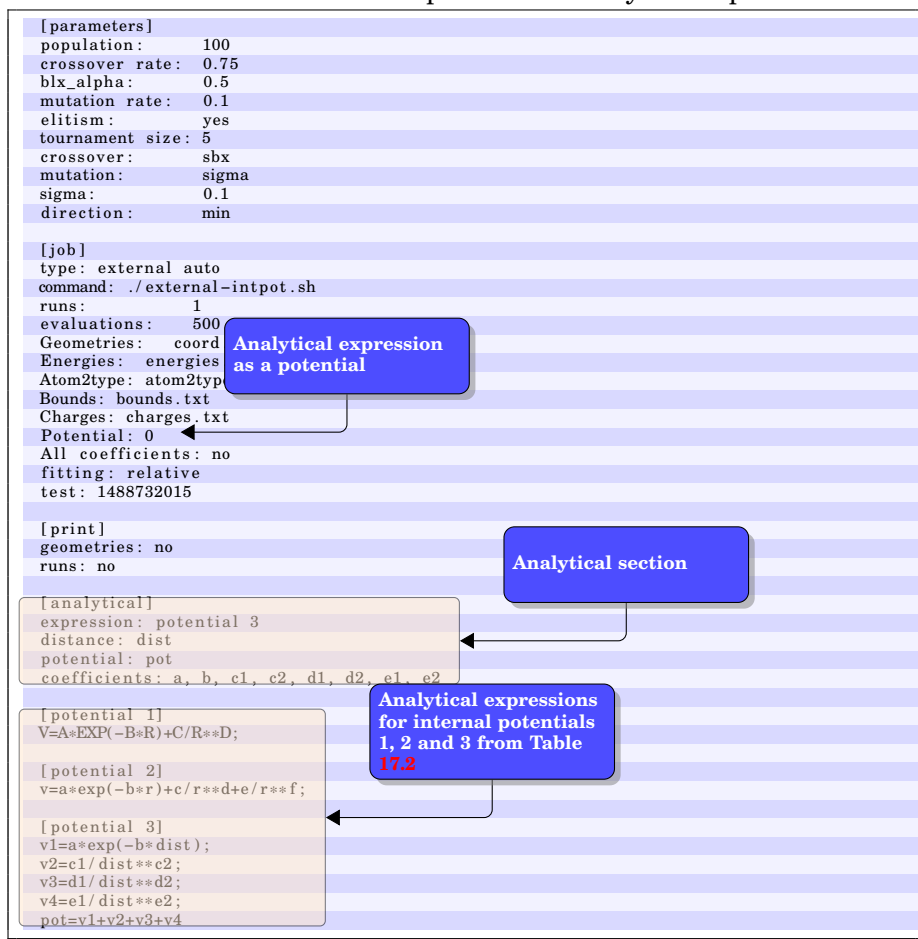 [parameters]
population: 100
crossover rate: 0.75
blx_alpha: 0.5
mutation rate: 0.1
elitism: yes
tournament size: 5
crossover: sbx
mutation: sigma
sigma: 0.1
direction: min
[job]
type: external auto
command: ./external-intpot.sh
runs: 1
evaluations: 500
Geometries: coord
Energies: energies
Atom2type: atom2type
Bounds: bounds.txt
Charges: charges.txt
Potential: 0
All coefficients: no
fitting: relative
test: 1488732015
Analytical expression
as a potential
[print]
geometries: no
runs: no
Analytical section
[analytical]
expression: potential 3
distance: dist
potential: pot
coefficients: a, b, c1, c2, d1, d2, e1, e2
Analytical expressions
for internal potentials
1, 2 and 3 from Table
17.2
[potential 1]
V=A*EXP(-B*R)+C/R**D;
[potential 2]
v=a*exp(-b*r)+c/r**d+e/r**f;
[potential 3]
v1=a*exp(-b*dist);
v2=c1/dist**c2;
v3=d1/dist**d2;
v4=e1/dist**e2;
pot=v1+v2+v3+v4